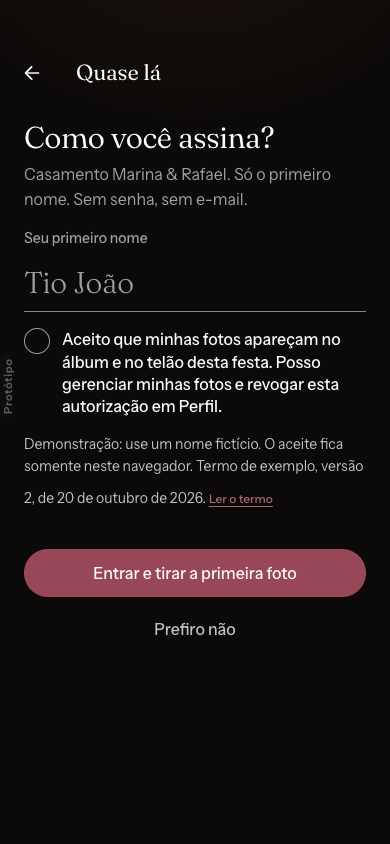 Quase lá
Como você assina?
Casamento Marina & Rafael. Só o primeiro
nome. Sem senha, sem e-mail.
Seu primeiro nome
Tio João
Aceito que minhas fotos apareçam no
álbum e no telão desta festa. Posso
gerenciar minhas fotos e revogar esta
autorização em Perfil.
Protótipo
Demonstração: use um nome fictício. O aceite fica
somente neste navegador. Termo de exemplo, versão
2, de 20 de outubro de 2026. Ler o termo
Entrar e tirar a primeira foto
Prefiro não